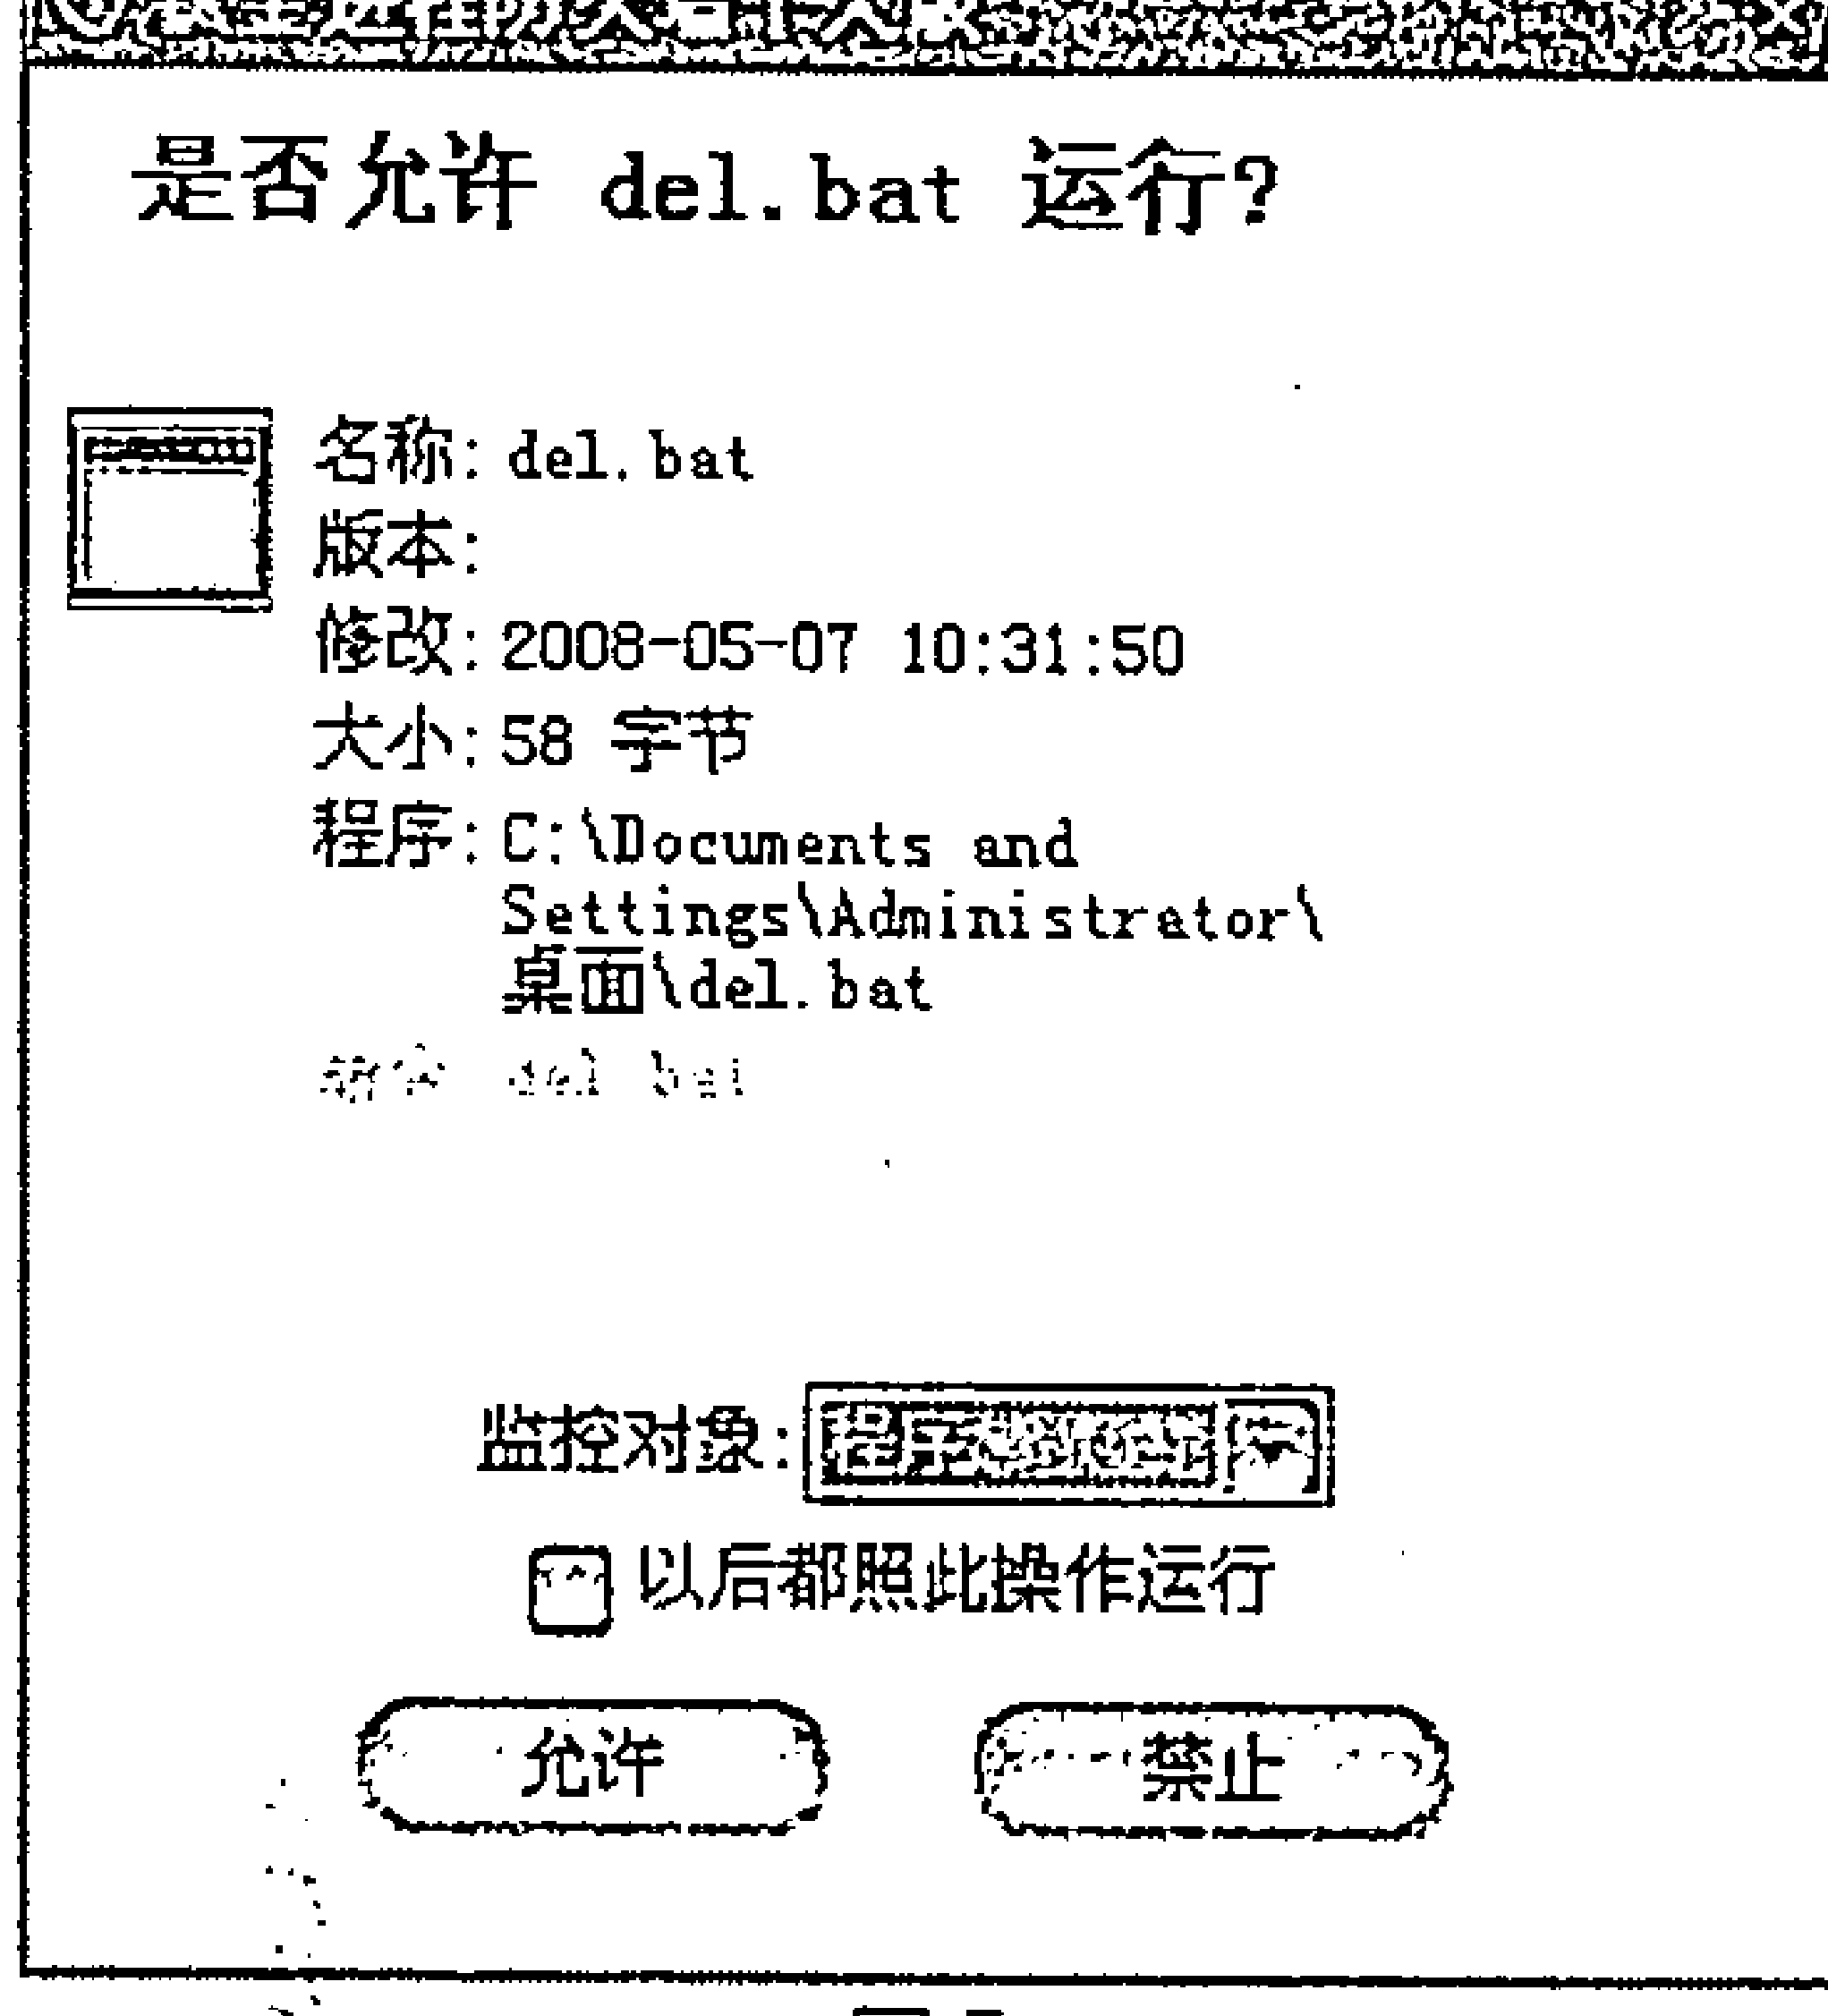 是否允许 del.bat 运行?
名称: del.bat
版本:
修改: 2008-05-07 10:31:50
大小: 58 字节
程序: C:\Documents and
Settings\Administrator\
桌面\del.bat
监控对象: 程序
以后都照此操作运行
允许
禁止